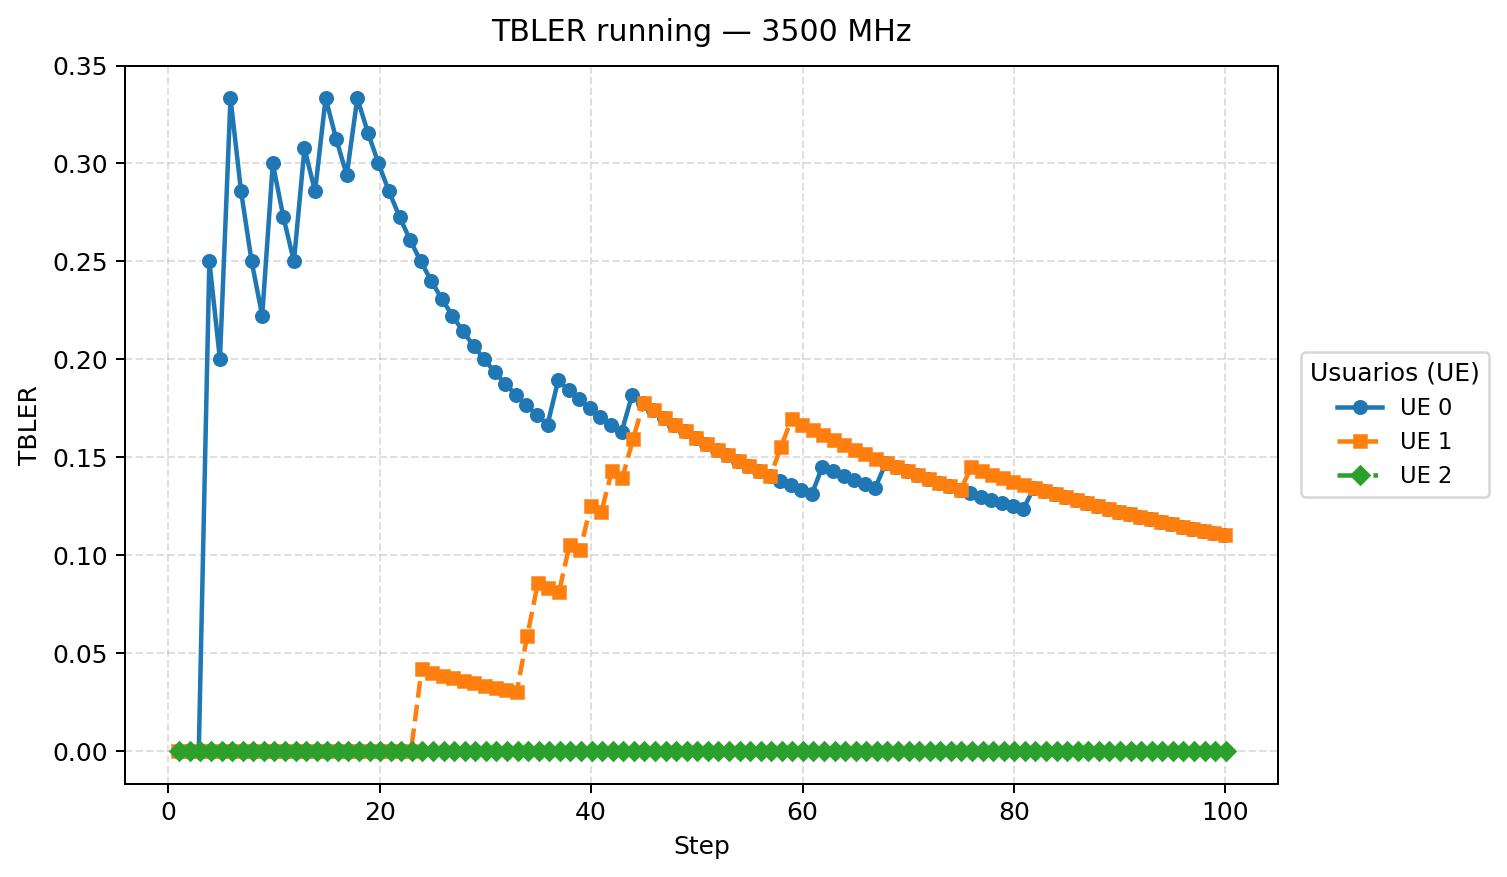 TBLER running — 3500 MHz
0.35
0.30
0.25
0.20
0.15
0.10
0.05
0.00
TBLER
0 20 40 60 80 100
Step
Usuarios (UE)
UE 0
UE 1
UE 2